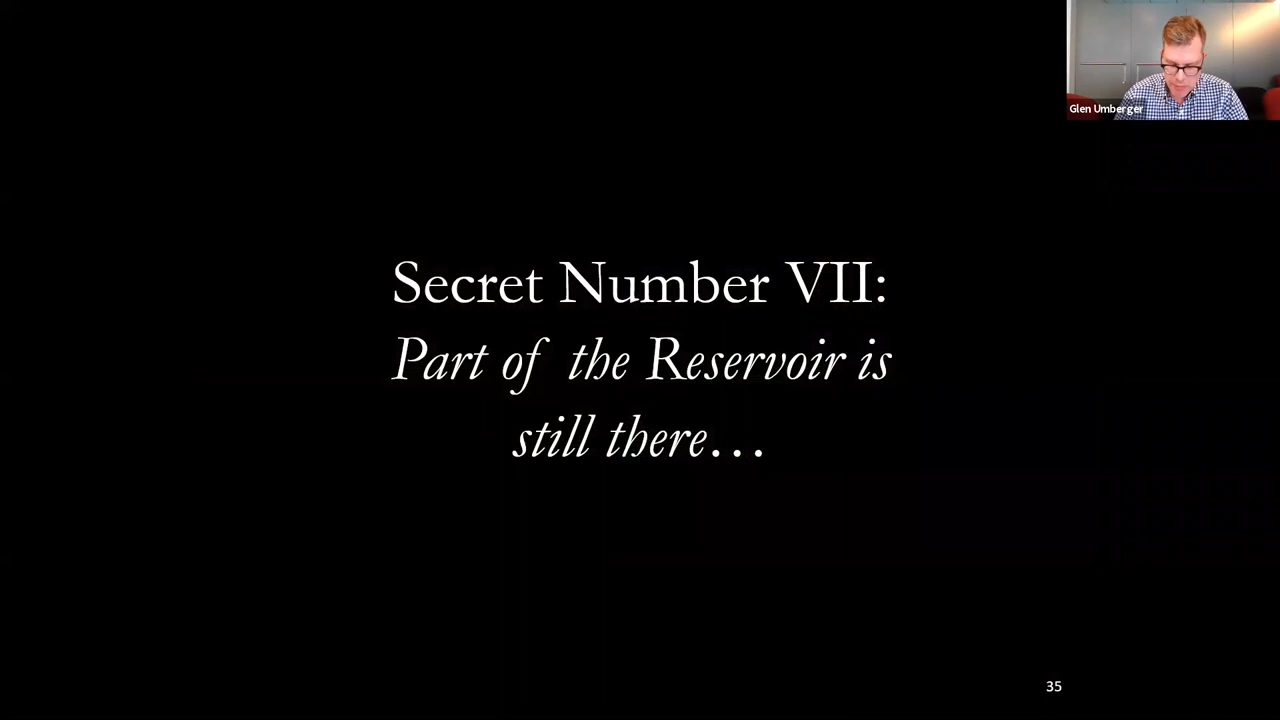 Glen Umberger
Secret Number VII:
Part of the Reservoir is
still there…
35